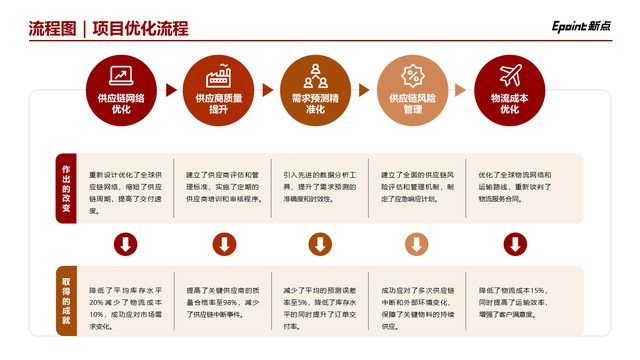 流程图｜项目优化流程
Epoint新点
供应链网络
优化
供应商质量
提升
需求预测精
准化
供应链风险
管理
物流成本
优化
作出的改变
重新设计优化了全球供
应链网络，缩短了供应
链周期，提高了交付速
度。
建立了供应商评估和管
理标准，实施了定期的
供应商培训和审核程序。
引入先进的数据分析工
具，提升了需求预测的
准确度和时效性。
建立了全面的供应链风
险评估和管理机制，制
定了应急响应计划。
优化了全球物流网络和
运输路线，重新谈判了
物流服务合同。
取得的成就
降低了平均库存水平
20%减少了物流成本
10%，成功应对市场需
求变化。
提高了关键供应商的质
量合格率至98%，减少
了供应链中断事件。
减少了平均的预测误差
率至5%，降低了库存水
平的同时提升了订单交
付率。
成功应对了多次供应链
中断和外部环境变化，
保障了关键物料的持续
供应。
降低了物流成本15%，
同时提高了运输效率，
增强了客户满意度。